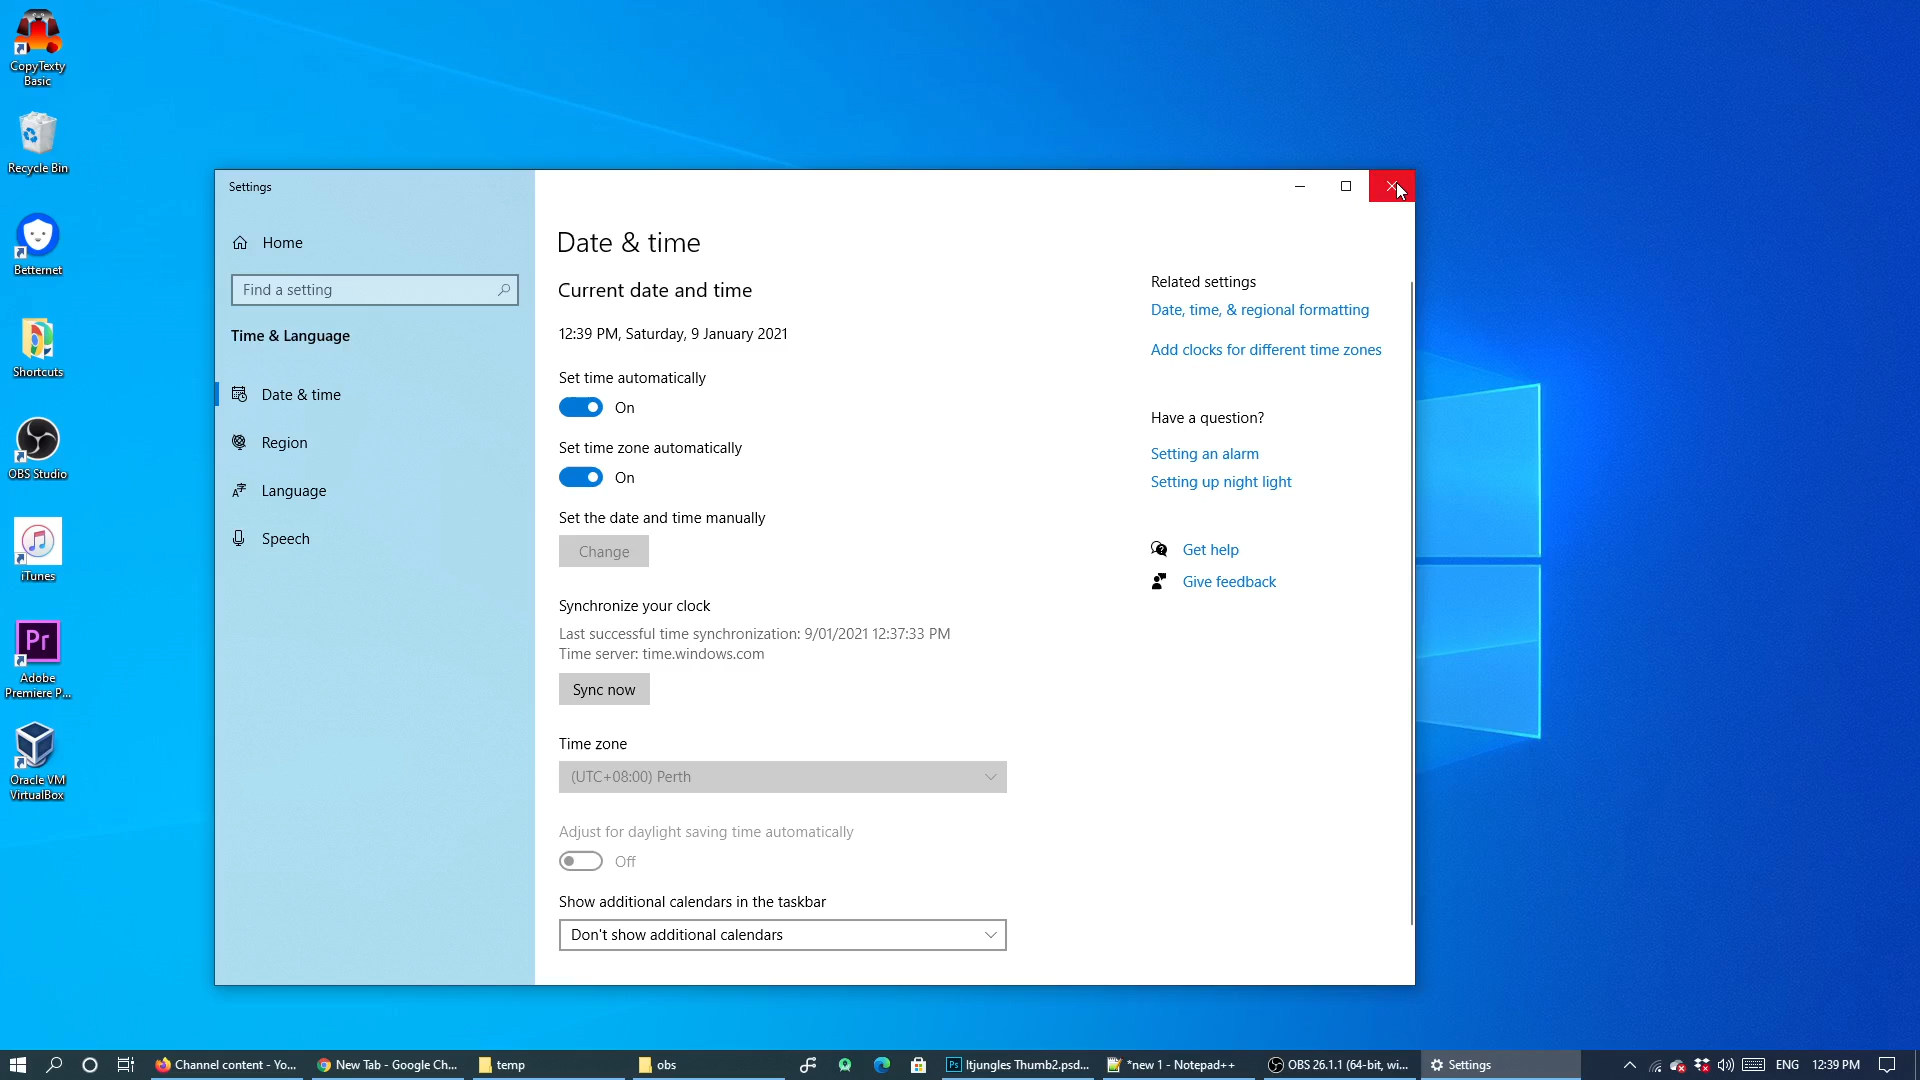 CopyTexty
Basic
Recycle Bin
Betternet
Shortcuts
OBS Studio
iTunes
Pr
Adobe
Premiere P...
Oracle VM
VirtualBox
Settings
Home
Find a setting
Time & Language
Date & time
Region
Language
Speech
Date & time
Current date and time
12:39 PM, Saturday, 9 January 2021
Set time automatically
On
Set time zone automatically
On
Set the date and time manually
Change
Synchronize your clock
Last successful time synchronization: 9/01/2021 12:37:33 PM
Time server: time.windows.com
Sync now
Time zone
(UTC+08:00) Perth
Adjust for daylight saving time automatically
Off
Show additional calendars in the taskbar
Don't show additional calendars
Related settings
Date, time, & regional formatting
Add clocks for different time zones
Have a question?
Setting an alarm
Setting up night light
Get help
Give feedback
Channel content - Yo...
New Tab - Google Ch...
temp
obs
Ps
Itjungles Thumb2.psd...
*new 1 - Notepad++
OBS 26.1.1 (64-bit, wi...
Settings
ENG
12:39 PM